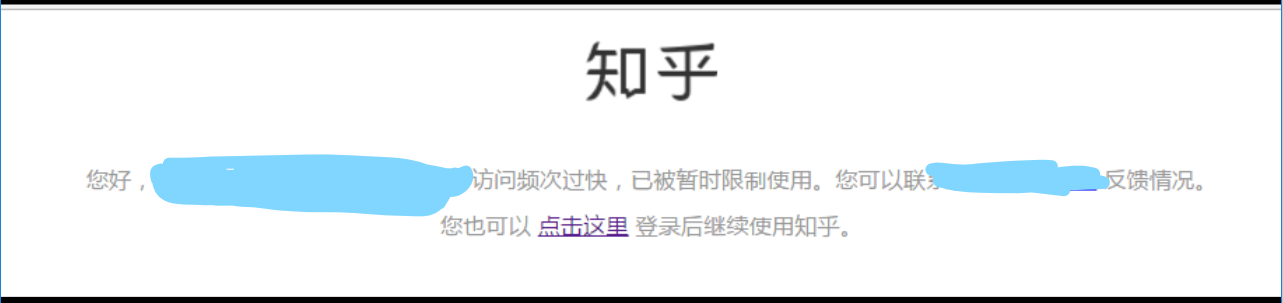 知乎
您好，访问频次过快，已被暂时限制使用。您可以联反馈情况。
您也可以 点击这里 登录后继续使用知乎。